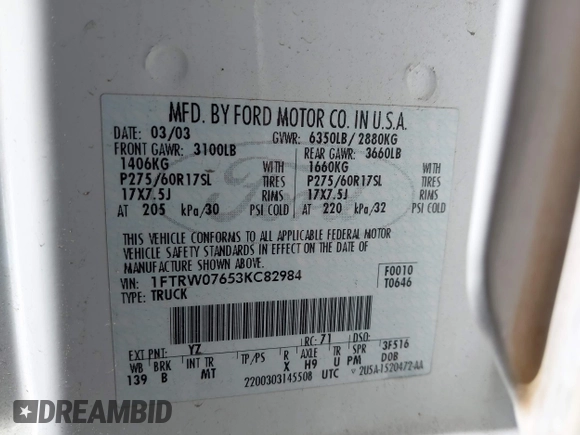 MFD. BY FORD MOTOR CO. IN U.S.A.
DATE: 03/03 GVWR: 6350LB/ 2880KG
FRONT GAWR: 3100LB REAR GAWR: 3660LB
1406KG WITH 1660KG WITH
P275/60R17SL TIRES P275/60R17SL TIRES
17X7.5J RIMS 17X7.5J RIMS
AT 205 kPa/30 PSI COLD AT 220 kPa/32 PSI COLD
THIS VEHICLE CONFORMS TO ALL APPLICABLE FEDERAL MOTOR
VEHICLE SAFETY STANDARDS IN EFFECT ON THE DATE OF
MANUFACTURE SHOWN ABOVE.
VIN: 1FTRW07653KC82984 F0010
TYPE: TRUCK T0646
RC: 71 DSO:
EXT PNT: YZ 3F516
WB BRK INT TR TP/PS R AXLE TR SPR DOB
139 B MT X H9 U PM
2200303145508 UTC V 2U5A-1520472-AA
DREAMBID
DREAMBID.COM